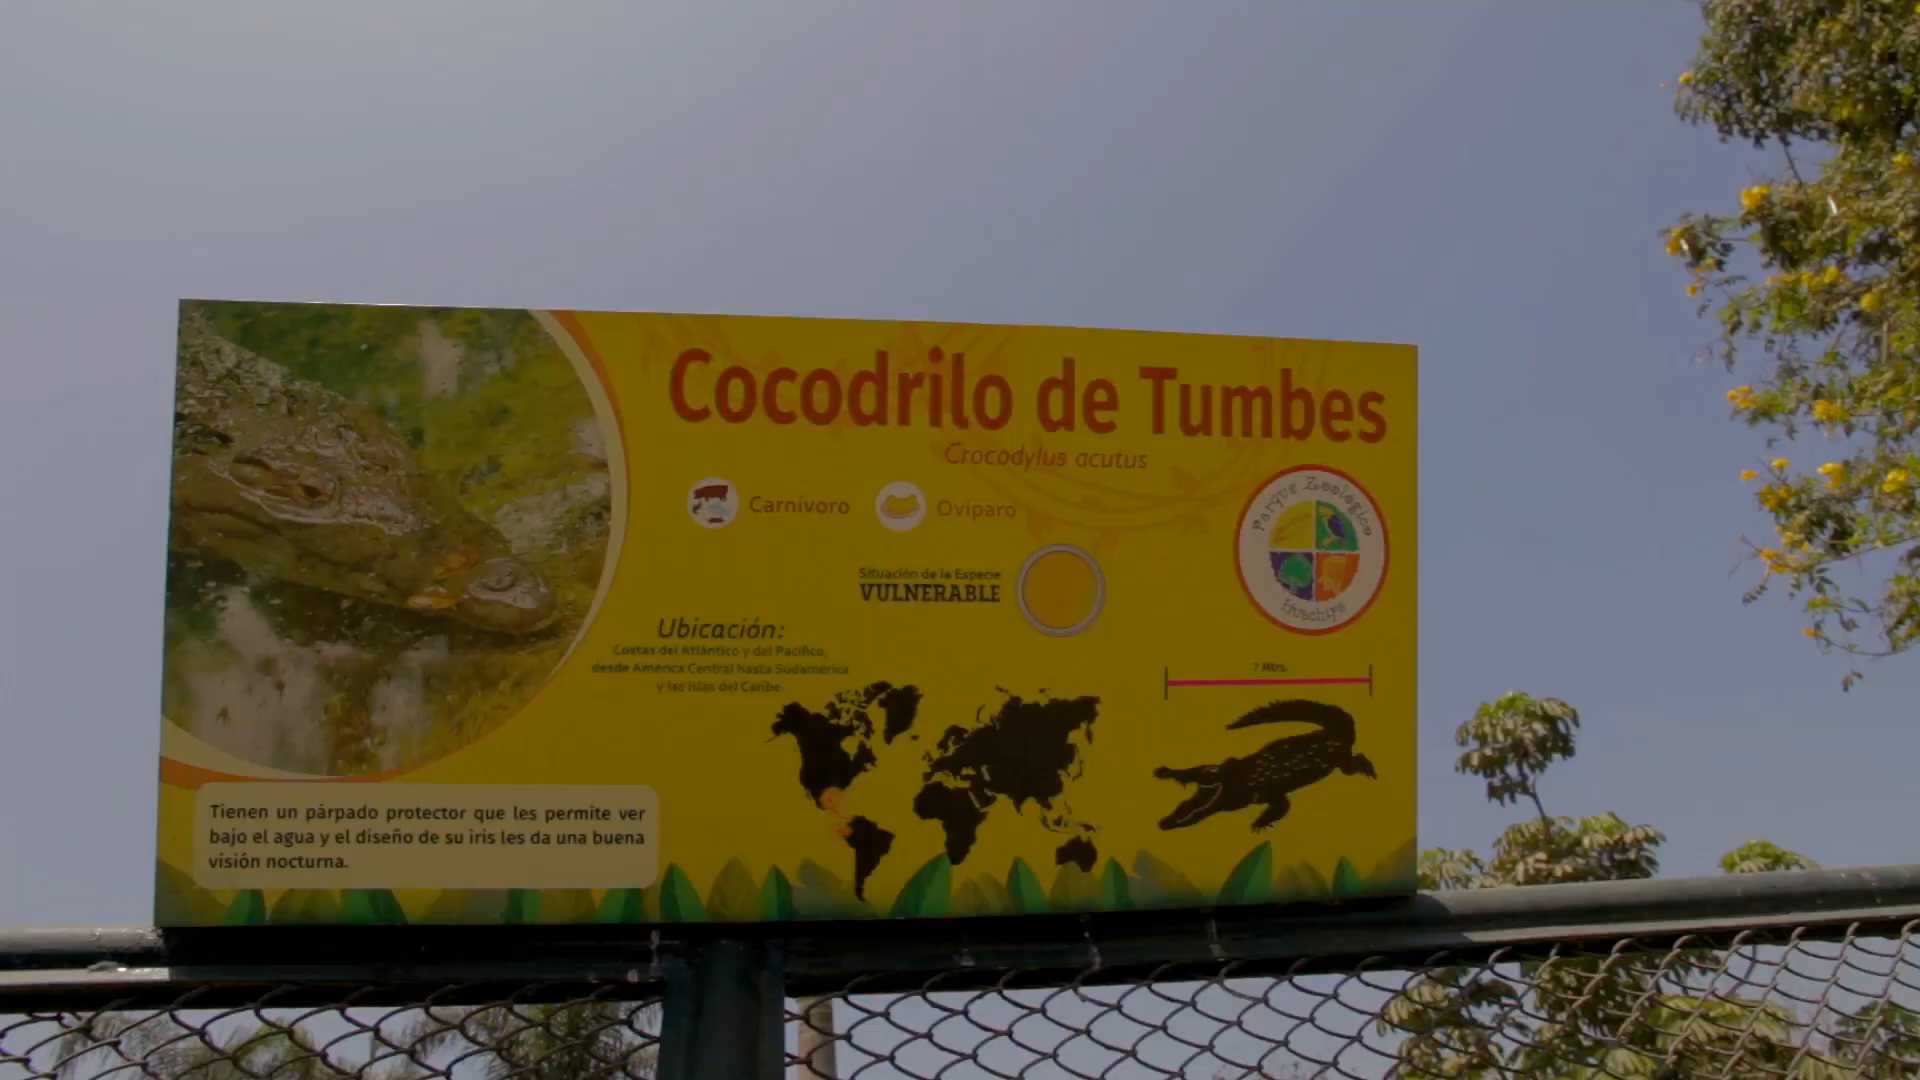 Cocodrilo de Tumbes
Crocodylus acutus
Carnívoro
Ovíparo
Parque Zoológico
Huachipa
Situación de la Especie
VULNERABLE
Ubicación:
Costas del Atlántico y del Pacífico,
desde América Central hasta Sudamérica
y las islas del Caribe.
7 Mtrs.
Tienen un párpado protector que les permite ver
bajo el agua y el diseño de su iris les da una buena
visión nocturna.